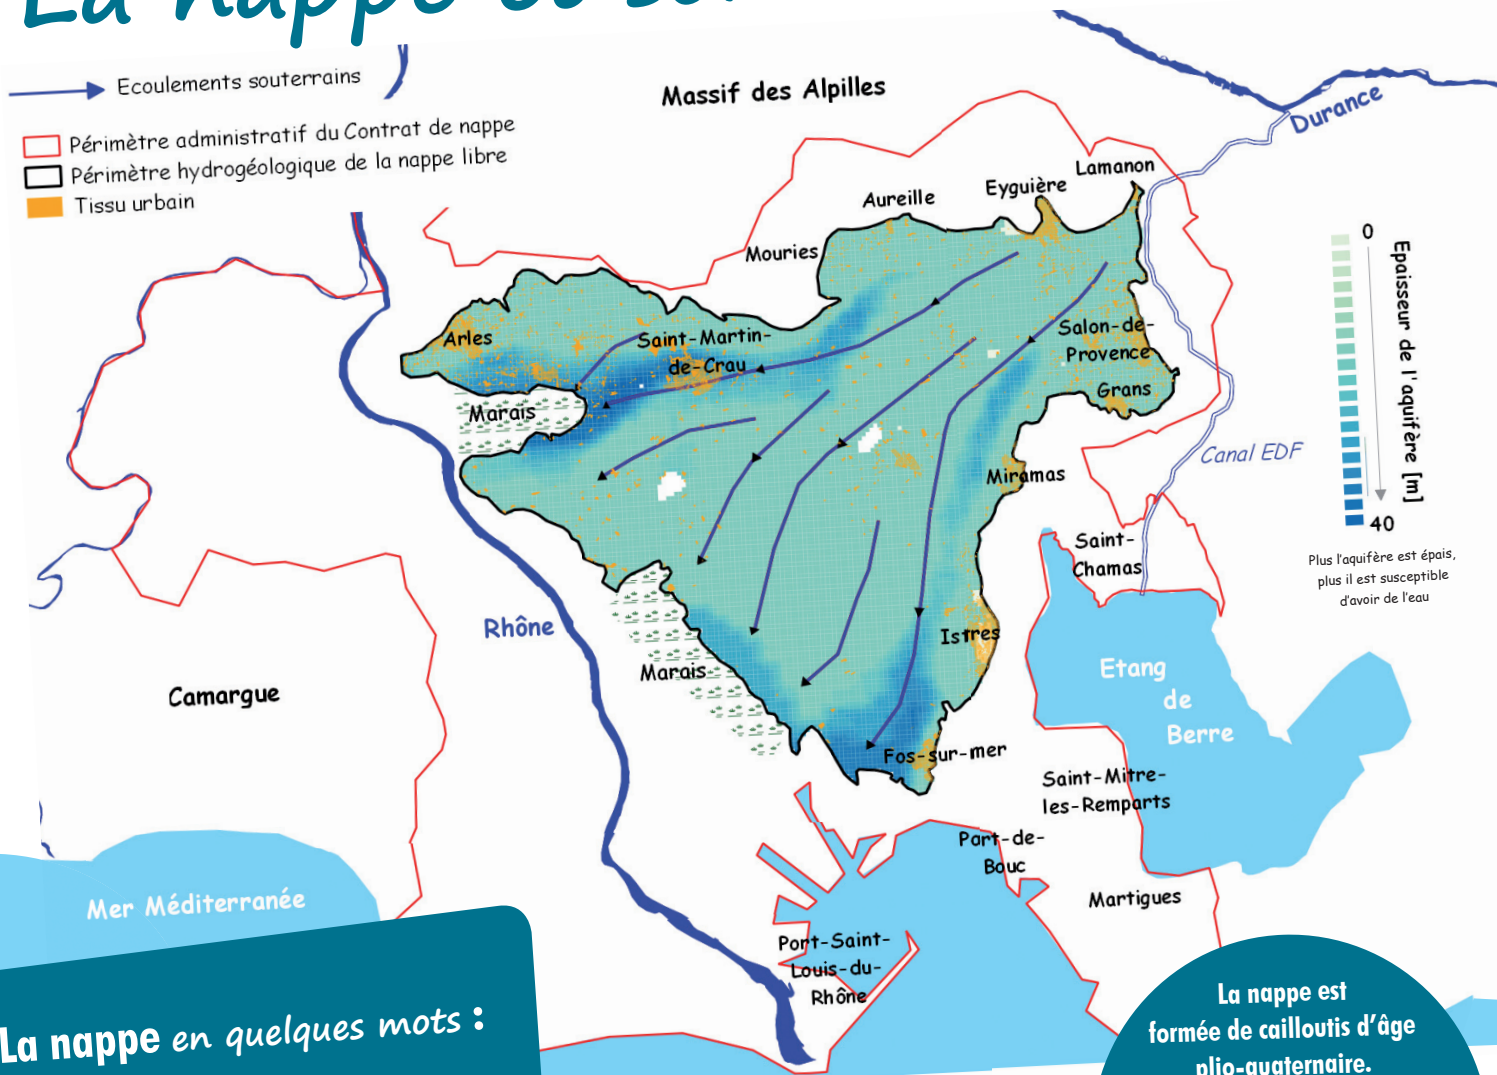 La nappe et
Ecoulements souterrains
Périmètre administratif du Contrat de nappe
Périmètre hydrogéologique de la nappe libre
Tissu urbain
Massif des Alpilles
Durance
Lamanon
Eyguière
Aureille
Mouries
Arles
Saint-Martin-
de-Crau
Salon-de-
Provence
Grans
Marais
Miramas
Canal EDF
0
Epaisseur de l'aquifère [m]
40
Plus l'aquifère est épais,
plus il est susceptible
d'avoir de l'eau
Saint-
Chamas
Rhône
Istres
Marais
Camargue
Etang
de
Berre
Fos-sur-mer
Saint-Mitre-
les-Remparts
Port-de-
Bouc
Martigues
Mer Méditerranée
Port-Saint-
Louis-du-
Rhône
La nappe en quelques mots :
La nappe est
formée de cailloutis d'âge
plio-quaternaire.